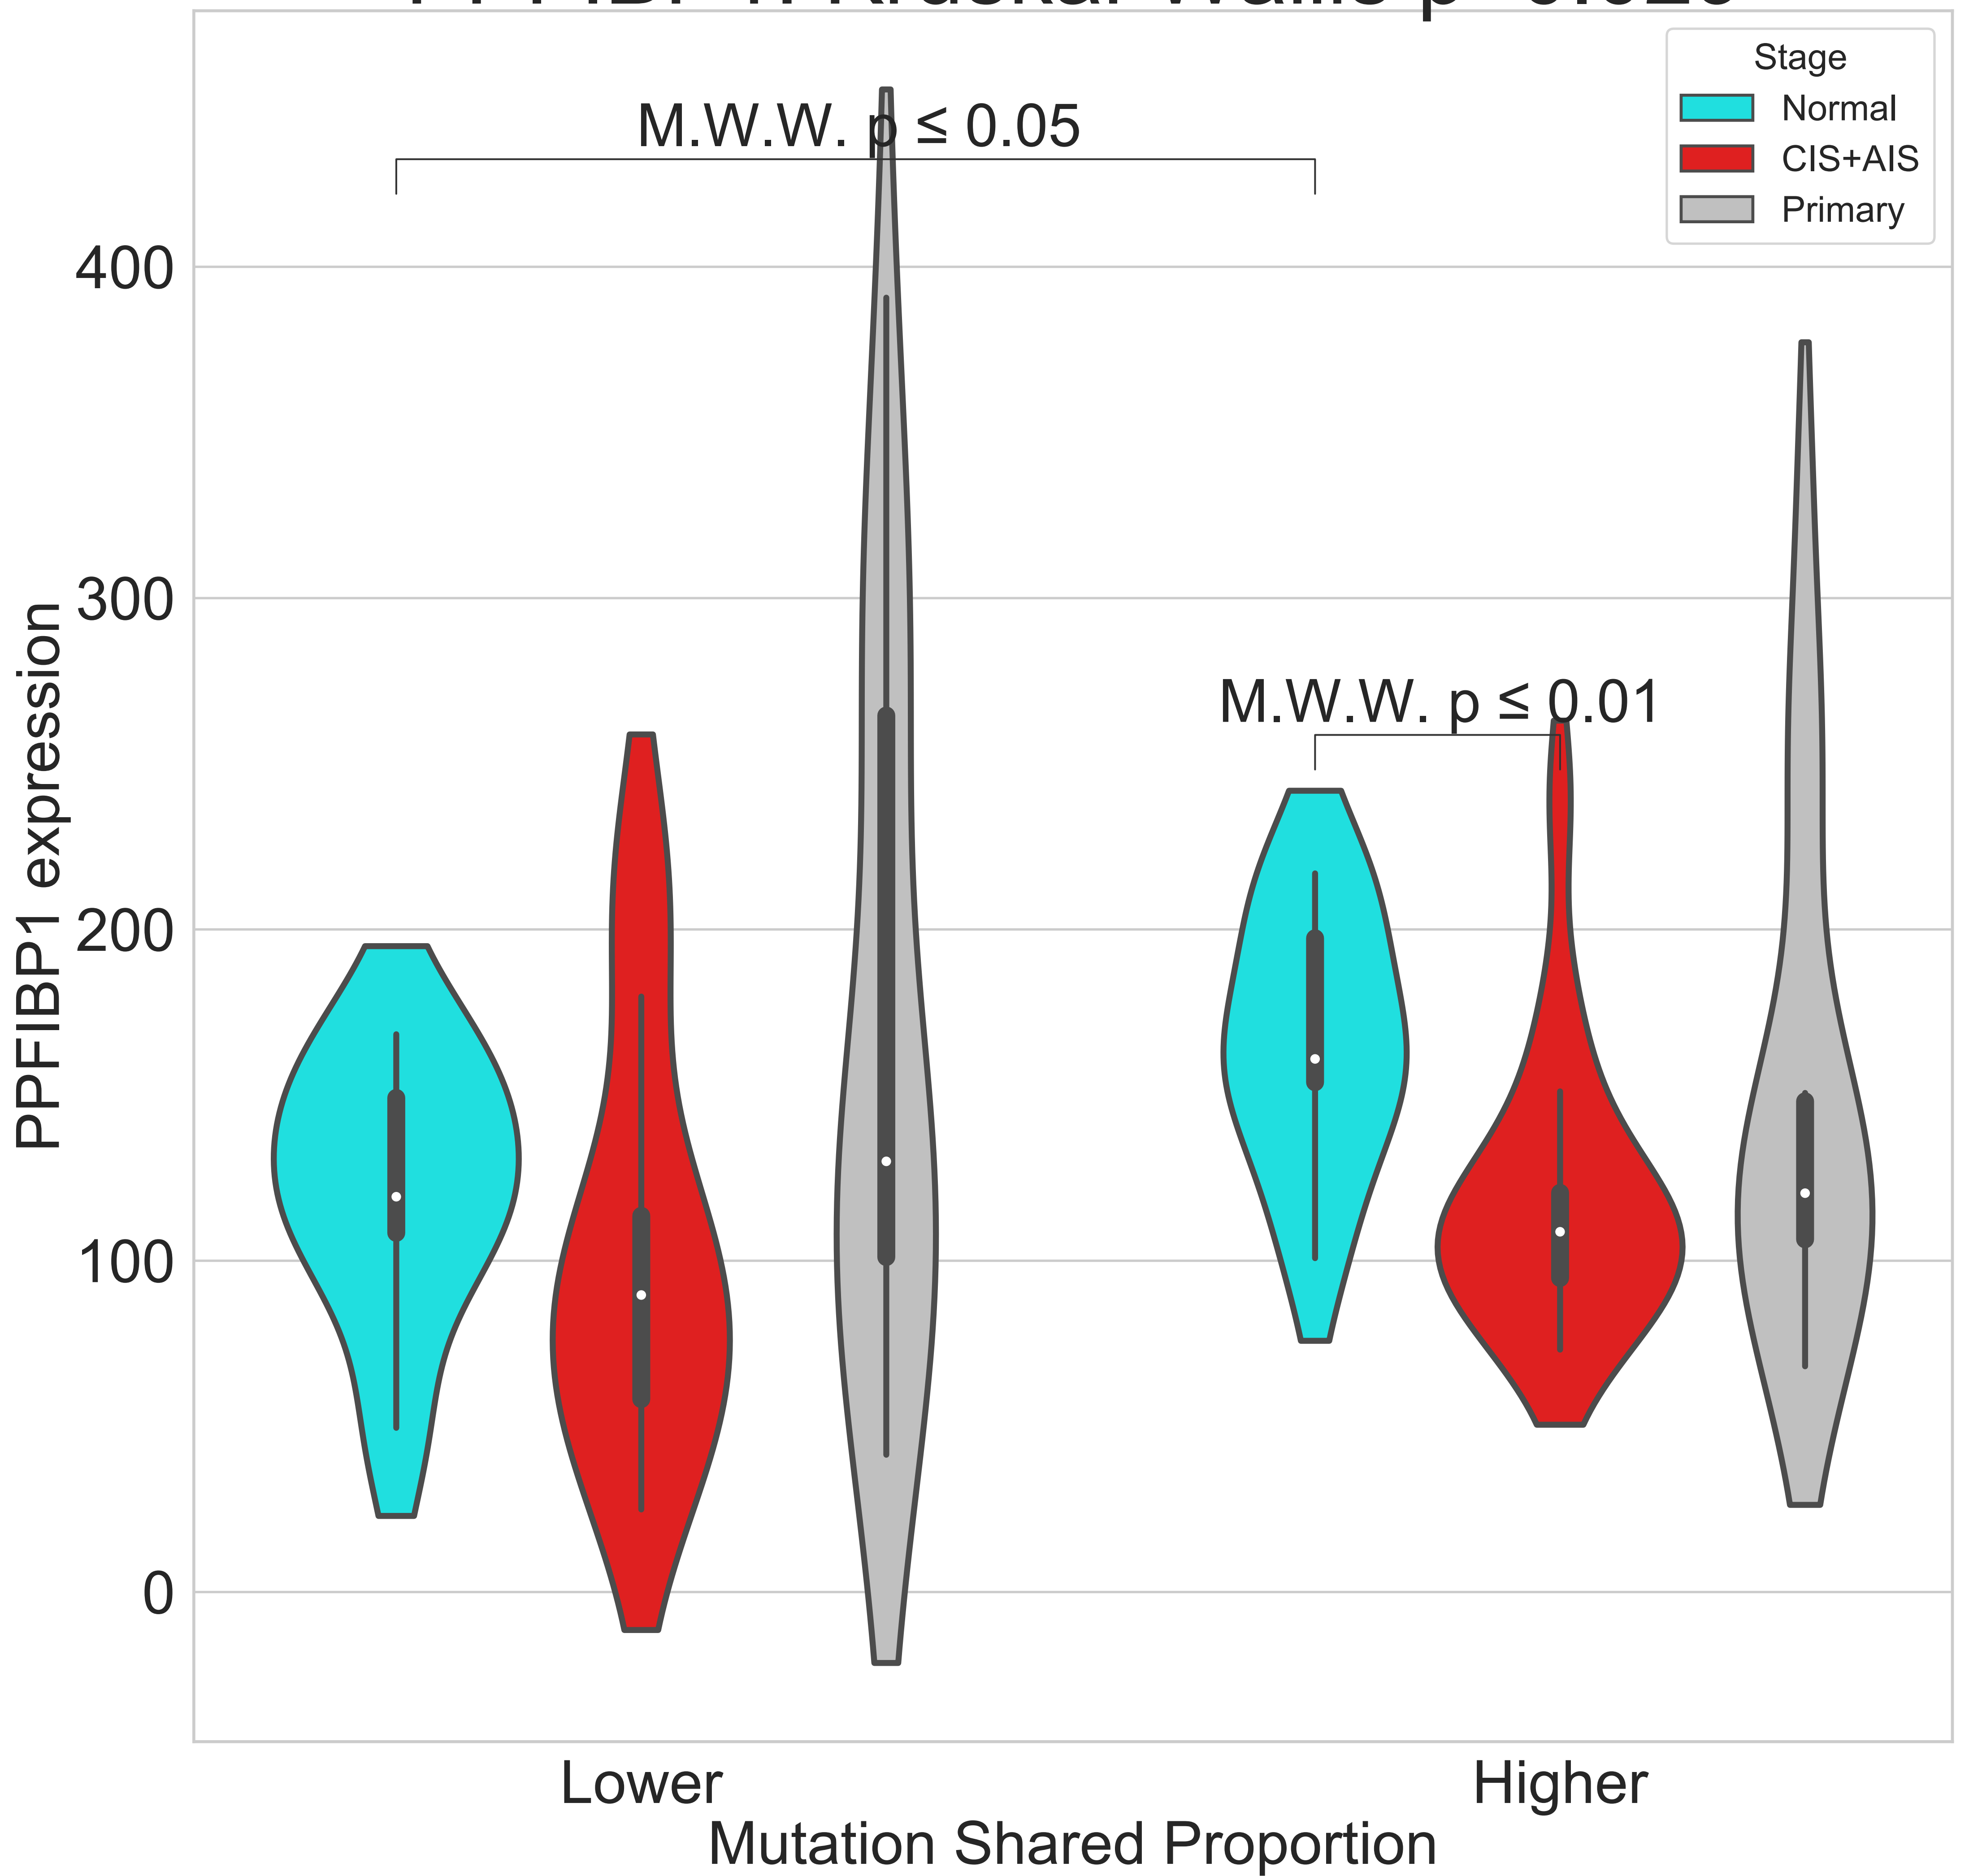 Stage
Normal
CIS+AIS
Primary
M.W.W. p ≤ 0.05
M.W.W. p ≤ 0.01
400
300
200
100
0
PPFIBP1 expression
Lower
Higher
Mutation Shared Proportion